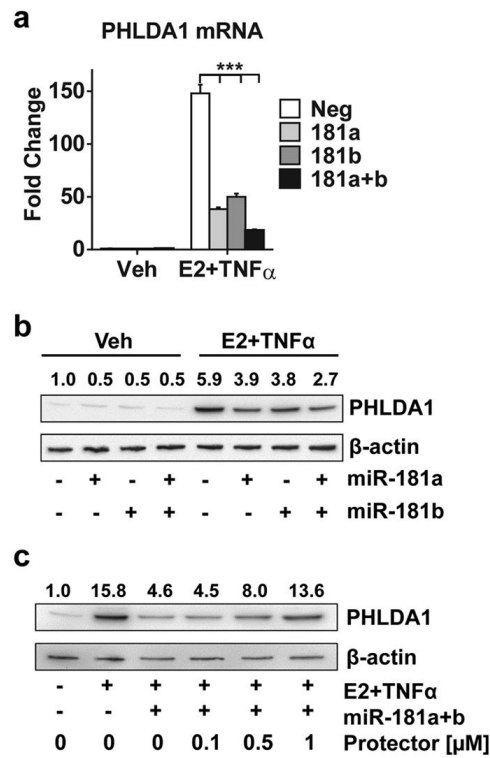 a
PHLDA1 mRNA
Fold Change
150
100
50
0
***
Neg
181a
181b
181a+b
Veh E2+TNFα
b
Veh E2+TNFα
1.0 0.5 0.5 0.5 5.9 3.9 3.8 2.7
PHLDA1
β-actin
- + - + - + - + miR-181a
- - + + - - + + miR-181b
c
1.0 15.8 4.6 4.5 8.0 13.6
PHLDA1
β-actin
- + + + + + E2+TNFα
- - + + + + miR-181a+b
0 0 0 0.1 0.5 1 Protector [µM]